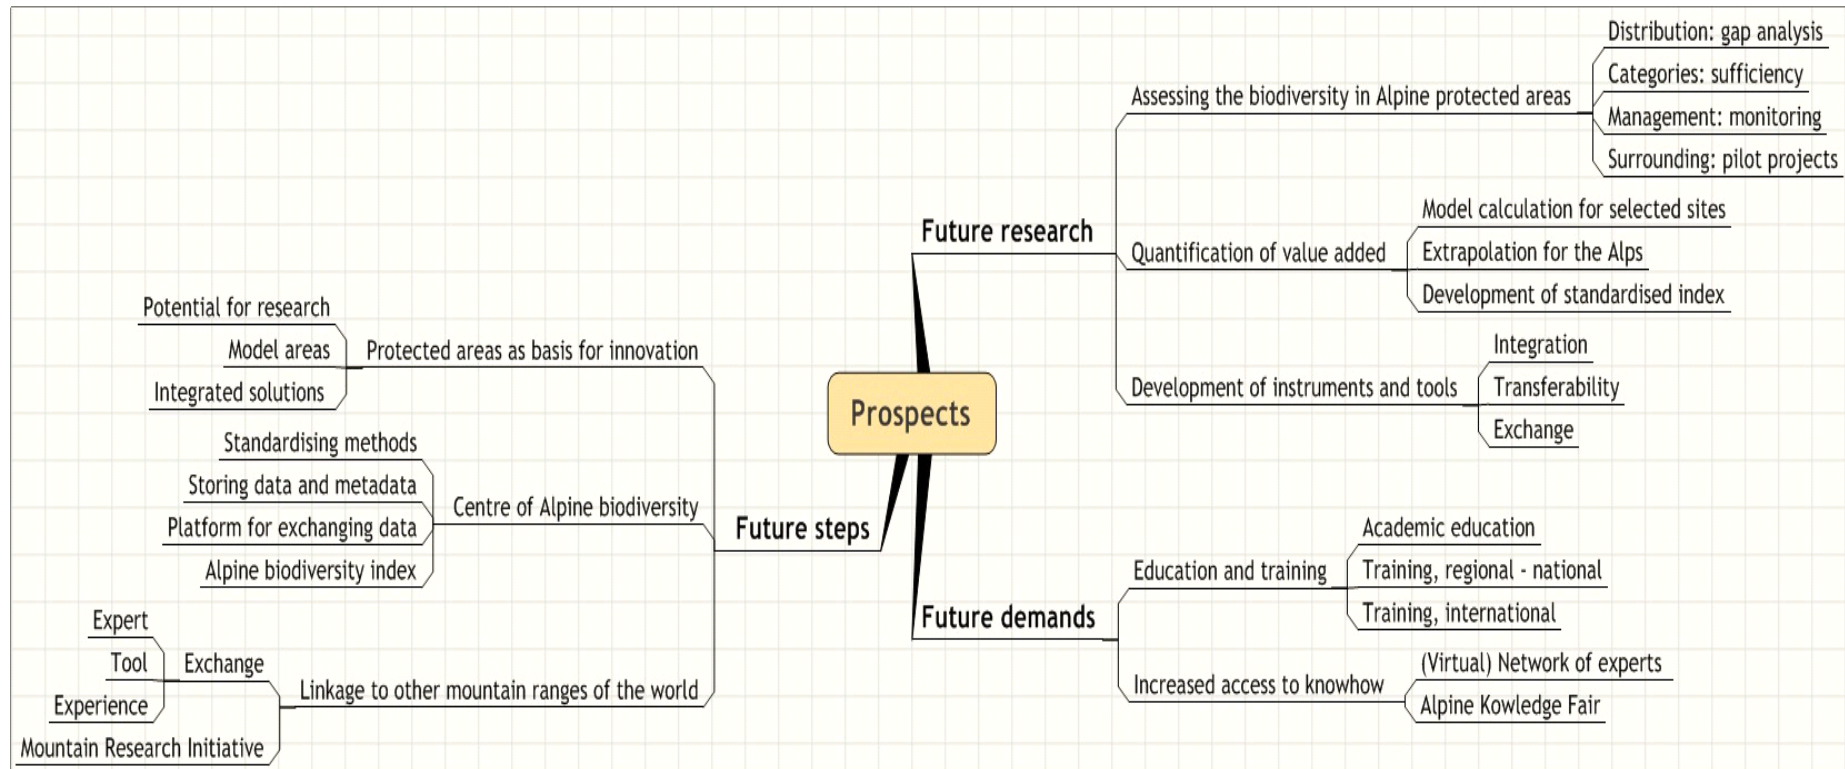 Prospects
Future research
Assessing the biodiversity in Alpine protected areas
Distribution: gap analysis
Categories: sufficiency
Management: monitoring
Surrounding: pilot projects
Quantification of value added
Model calculation for selected sites
Extrapolation for the Alps
Development of standardised index
Development of instruments and tools
Integration
Transferability
Exchange
Future demands
Education and training
Academic education
Training, regional - national
Training, international
Increased access to knowhow
(Virtual) Network of experts
Alpine Kowledge Fair
Future steps
Protected areas as basis for innovation
Potential for research
Model areas
Integrated solutions
Centre of Alpine biodiversity
Standardising methods
Storing data and metadata
Platform for exchanging data
Alpine biodiversity index
Linkage to other mountain ranges of the world
Exchange
Expert
Tool
Experience
Mountain Research Initiative